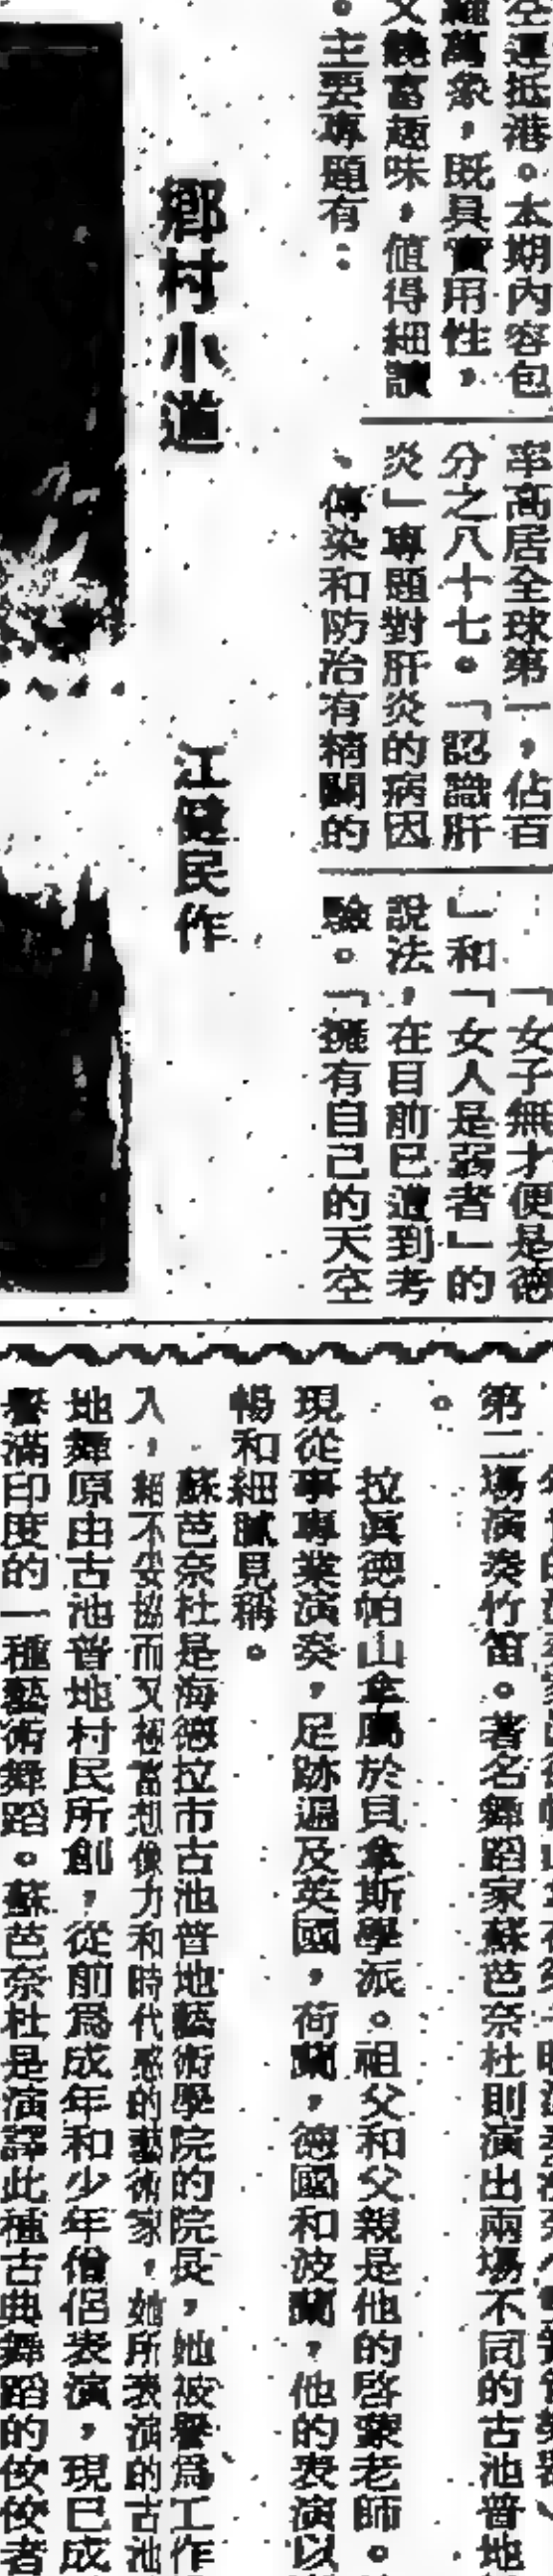 空運抵港。本期內容包
羅萬象,既具實用性,
又饒富趣味,值得細讀
。主要專題有:
率高居全球第一,佔百
分之八十七。「認識肝
炎」專題對肝炎的病因
、傳染和防治有精闢的
「女子無才便是德
」和「女人是弱者」的
說法,在目前已遭到考
驗。「擁有自己的天空
鄉村小道
江健民作
第二場演奏竹笛。著名舞蹈家蘇芭奈杜則演出兩場不同的古池普地
。
拉眞德帕山拿屬於貝拿斯學派。祖父和父親是他的啓蒙老師。
現從事專業演奏,足跡遍及英國,荷蘭,德國和波蘭,他的表演以
暢和細膩見稱。
蘇芭奈杜是海德拉市古池普地藝術學院的院長,她被譽爲工作
入,絕不妥協而又極富想像力和時代感的藝術家,她所表演的古池
地舞原由古池普地村民所創,從前爲成年和少年僧侶表演,現已成
譽滿印度的一種藝術舞蹈。蘇芭奈杜是演譯此種古典舞蹈的佼佼者